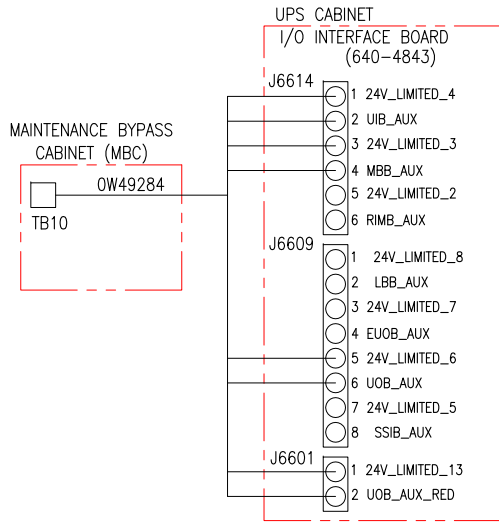 UPS CABINET
I/O INTERFACE BOARD
(640-4843)
J6614
1 24V_LIMITED_4
2 UIB_AUX
3 24V_LIMITED_3
4 MBB_AUX
5 24V_LIMITED_2
6 RIMB_AUX
MAINTENANCE BYPASS
CABINET (MBC)
0W49284
TB10
J6609
1 24V_LIMITED_8
2 LBB_AUX
3 24V_LIMITED_7
4 EUOB_AUX
5 24V_LIMITED_6
6 UOB_AUX
7 24V_LIMITED_5
8 SSIB_AUX
J6601
1 24V_LIMITED_13
2 UOB_AUX_RED